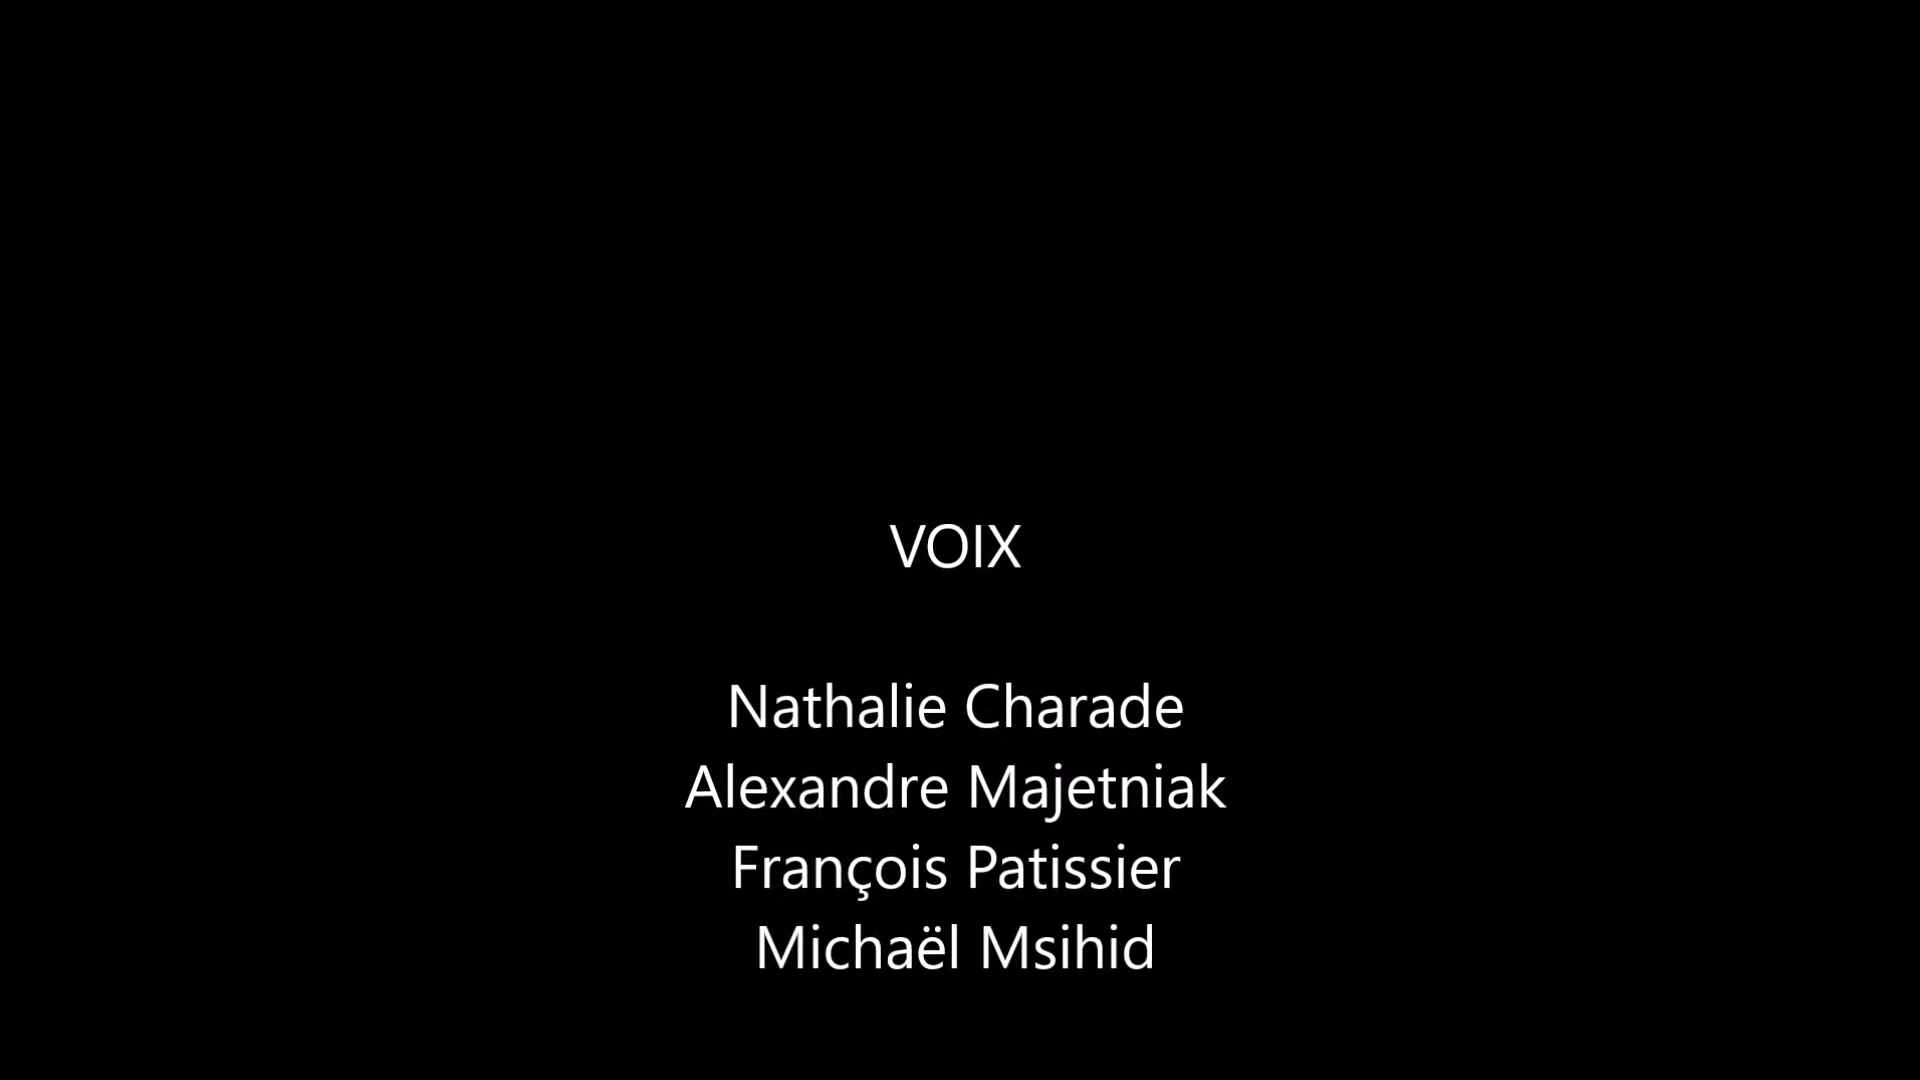 VOIX
Nathalie Charade
Alexandre Majetniak
François Patissier
Michaël Msihid